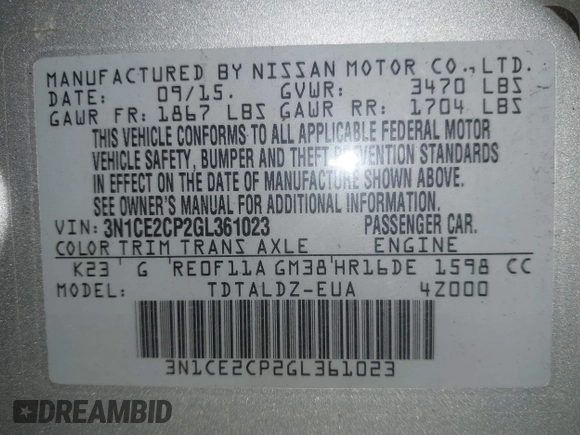 MANUFACTURED BY NISSAN MOTOR CO., LTD.
DATE: 09/15. GVWR: 3470 LBS
GAWR FR: 1867 LBS GAWR RR: 1704 LBS
THIS VEHICLE CONFORMS TO ALL APPLICABLE FEDERAL MOTOR
VEHICLE SAFETY, BUMPER AND THEFT PREVENTION STANDARDS
IN EFFECT ON THE DATE OF MANUFACTURE SHOWN ABOVE.
SEE OWNER'S MANUAL FOR ADDITIONAL INFORMATION.
VIN: 3N1CE2CP2GL361023 PASSENGER CAR.
COLOR TRIM TRANS AXLE ENGINE
K23 G RE0F11A GM38 HR16DE 1598 CC
MODEL: TDTALDZ-EUA 4Z000
3N1CE2CP2GL361023
DREAMBID